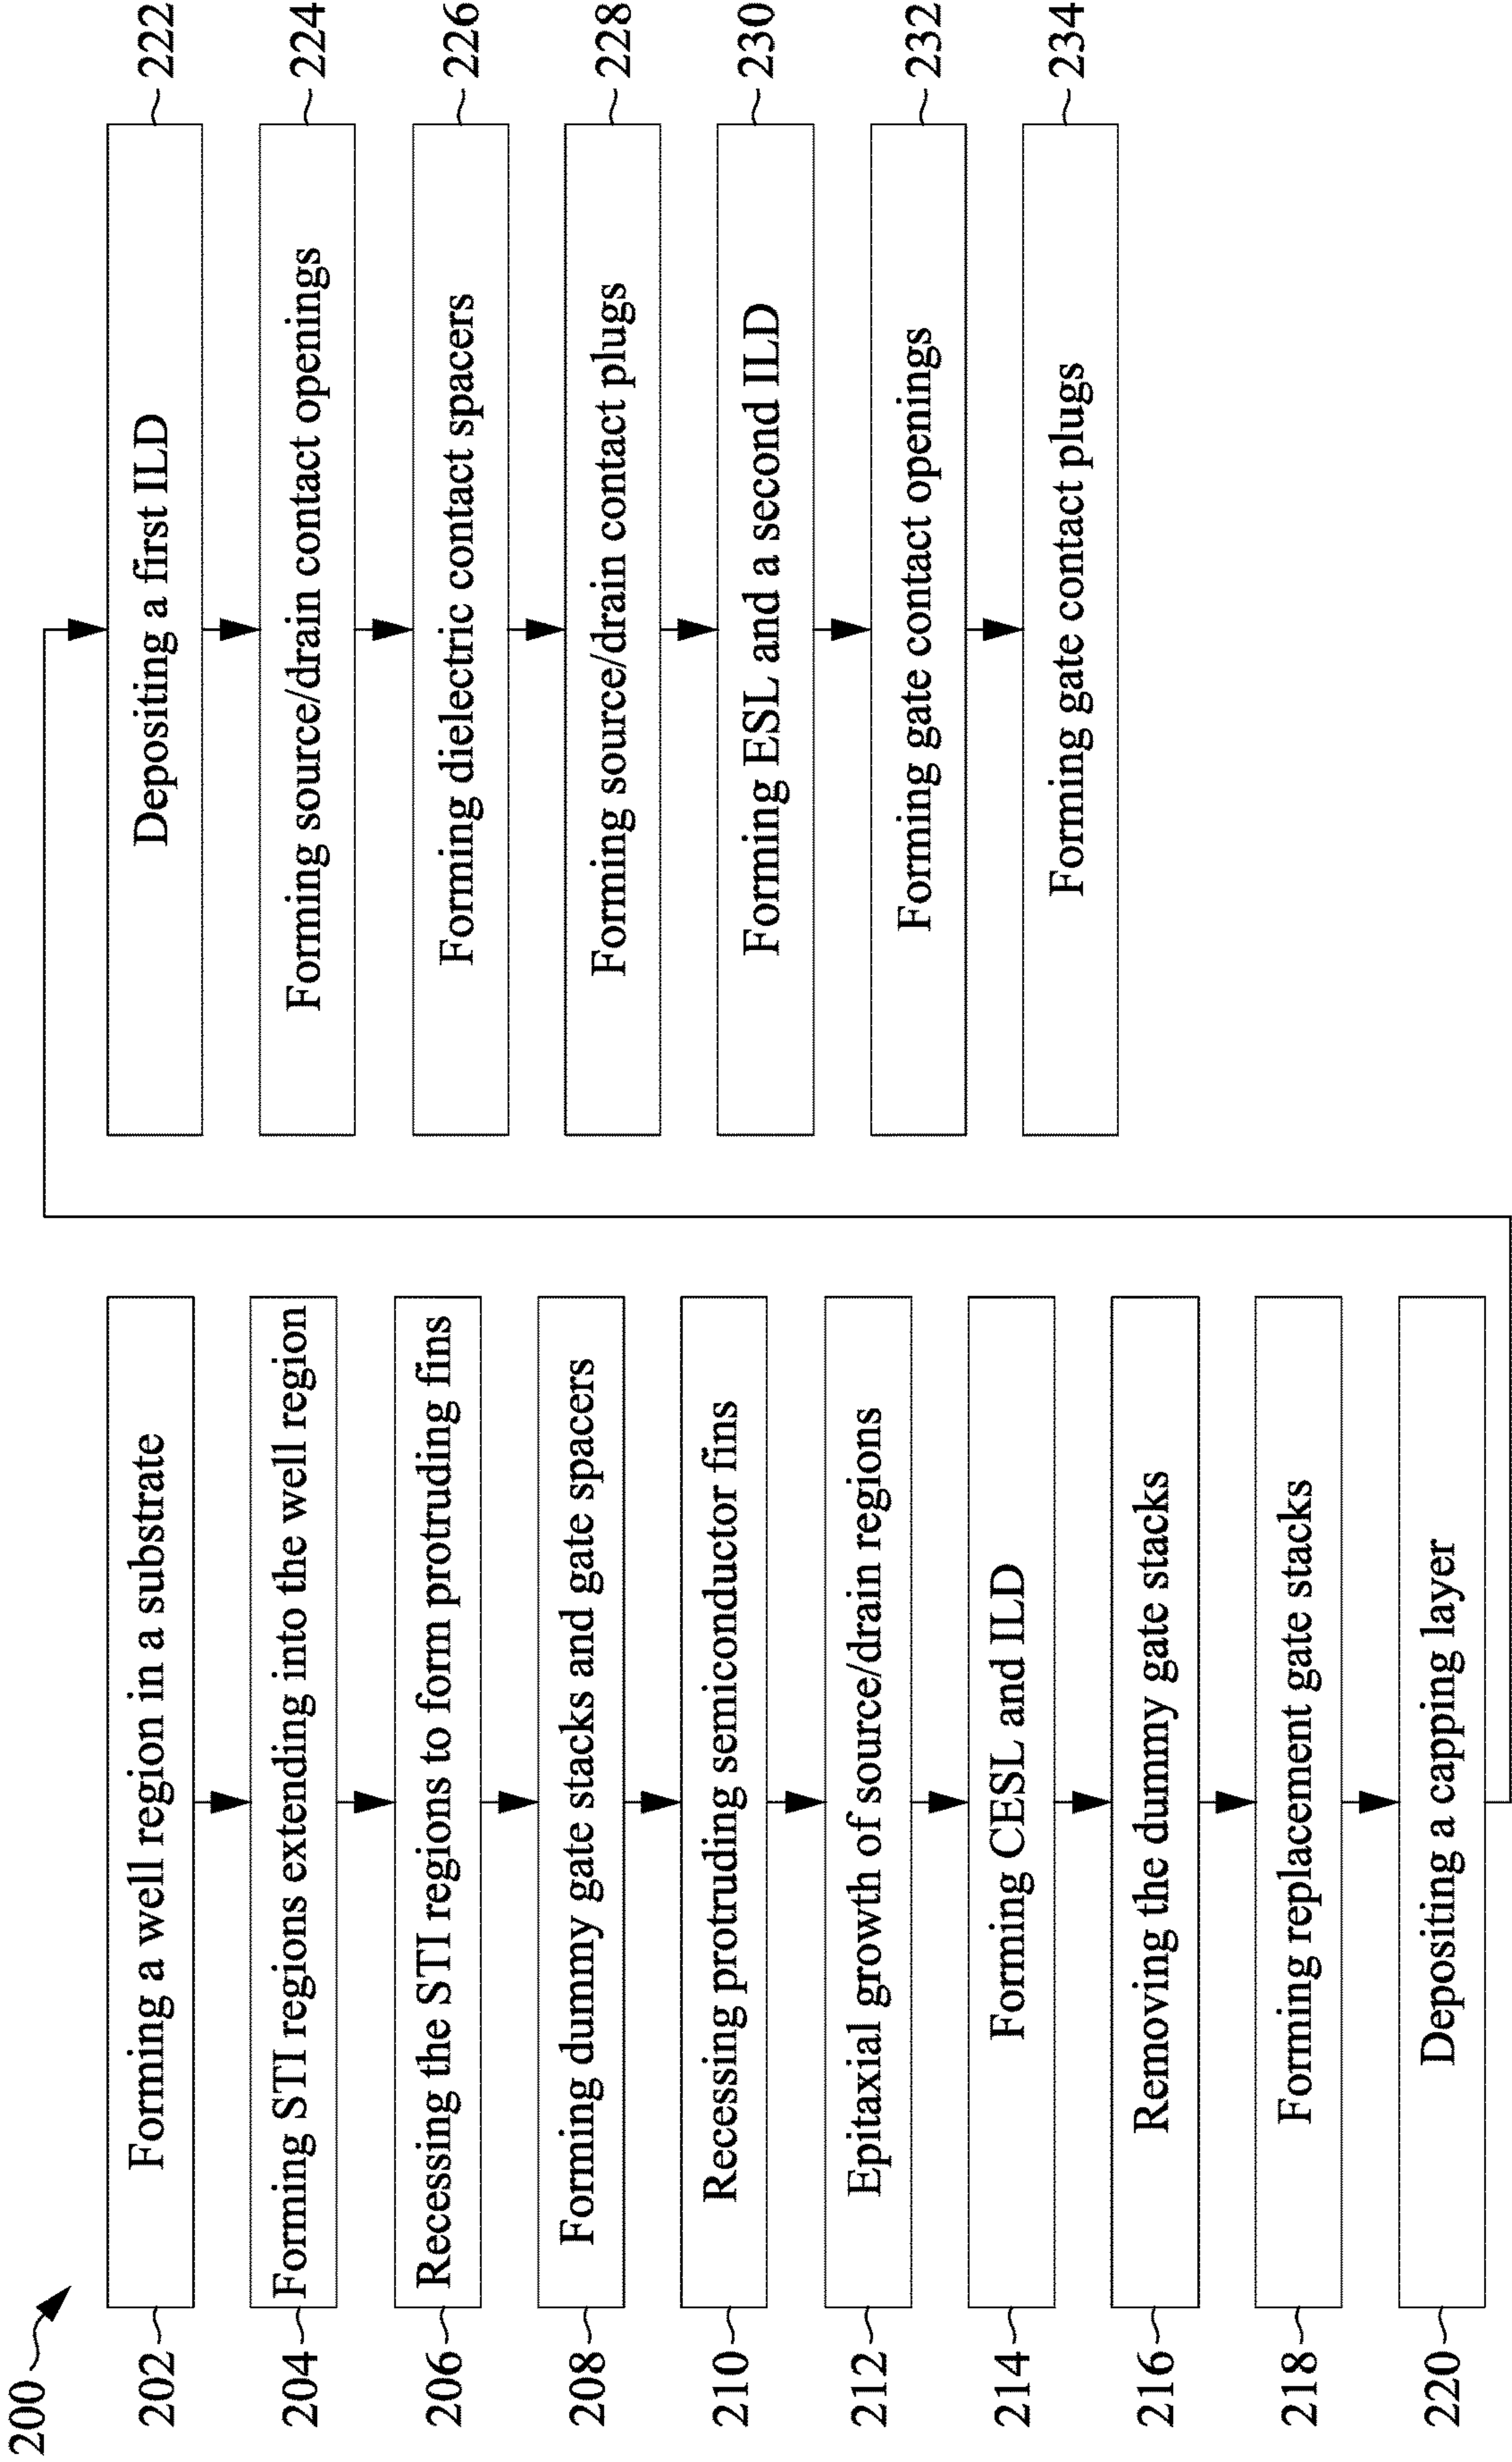 200
202
Forming a well region in a substrate
204
Forming STI regions extending into the well region
206
Recessing the STI regions to form protruding fins
208
Forming dummy gate stacks and gate spacers
210
Recessing protruding semiconductor fins
212
Epitaxial growth of source/drain regions
214
Forming CESL and ILD
216
Removing the dummy gate stacks
218
Forming replacement gate stacks
220
Depositing a capping layer
Depositing a first ILD
222
Forming source/drain contact openings
224
Forming dielectric contact spacers
226
Forming source/drain contact plugs
228
Forming ESL and a second ILD
230
Forming gate contact openings
232
Forming gate contact plugs
234